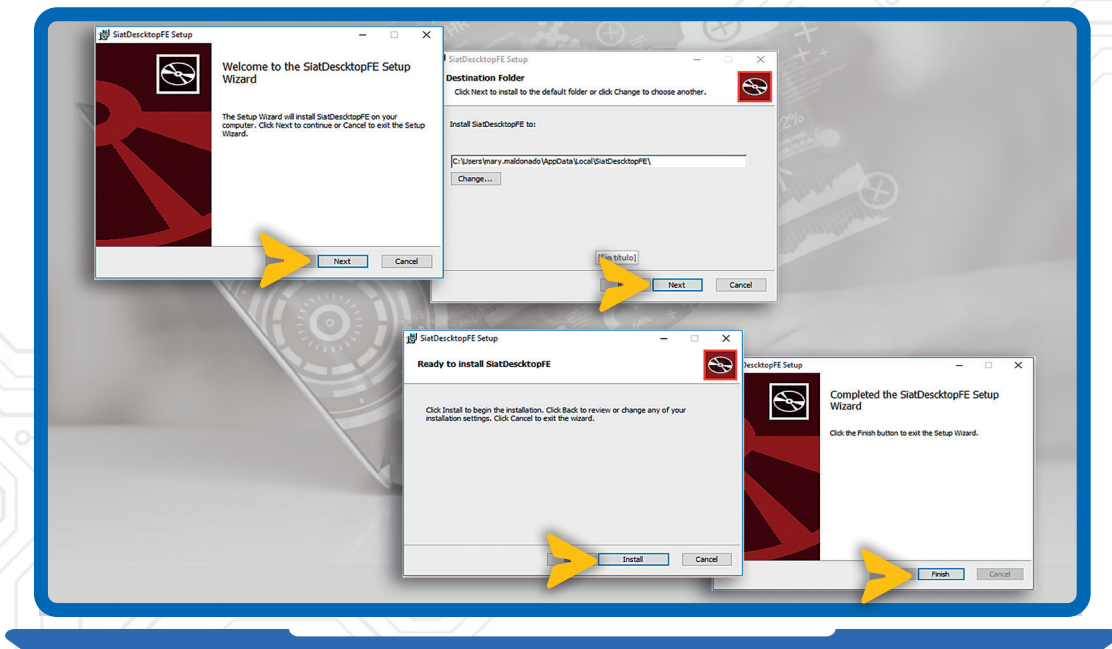 SiatDescktopFE Setup
Welcome to the SiatDescktopFE Setup
Wizard
The Setup Wizard will install SiatDescktopFE on your
computer. Click Next to continue or Cancel to exit the Setup
Wizard.
Next
Cancel
SiatDescktopFE Setup
Destination Folder
Click Next to install to the default folder or click Change to choose another.
Install SiatDescktopFE to:
C:\Users\mary.maldonado\AppData\Local\SiatDescktopFE\
Change...
título]
Next
Cancel
SiatDescktopFE Setup
Ready to install SiatDescktopFE
Click Install to begin the installation. Click Back to review or change any of your
installation settings. Click Cancel to exit the wizard.
Install
Cancel
DescktopFE Setup
Completed the SiatDescktopFE Setup
Wizard
Click the Finish button to exit the Setup Wizard.
Finish
Cancel